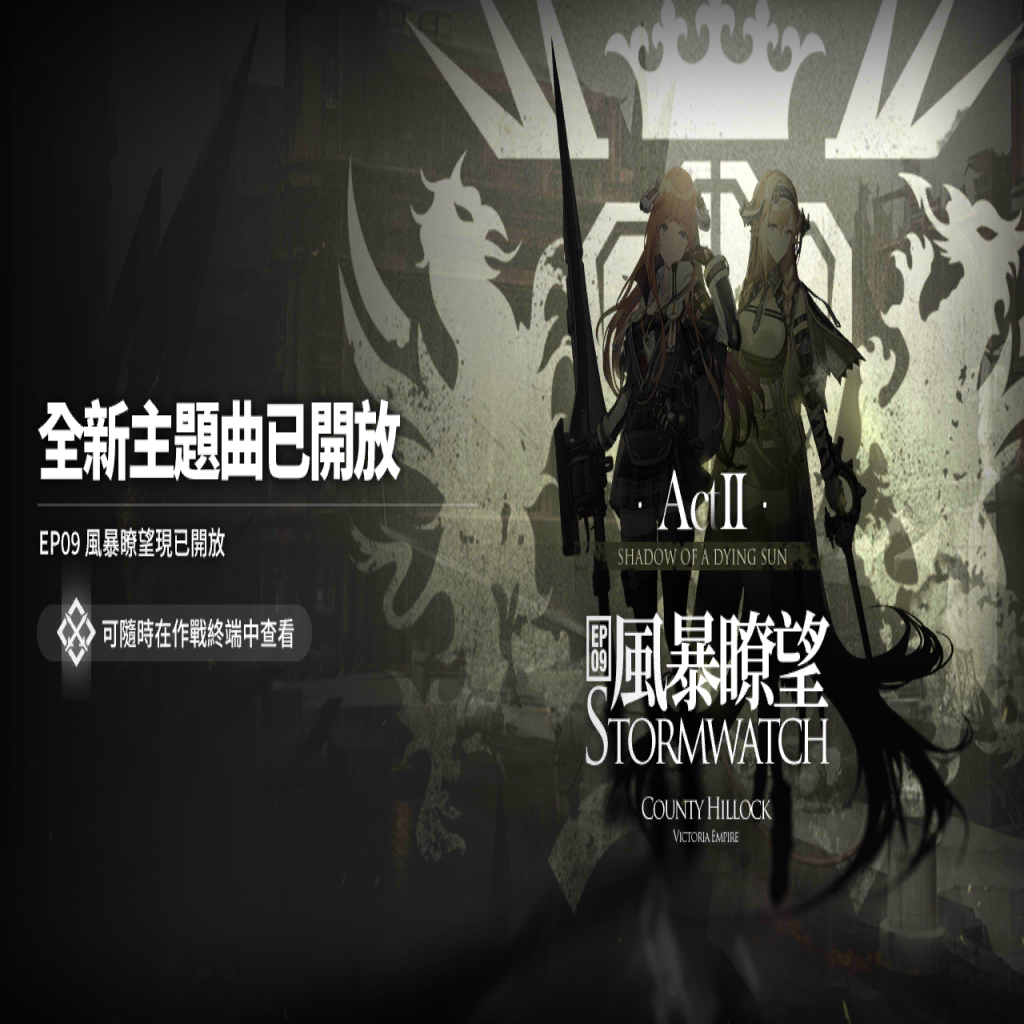 全新主題曲已開放
EP09 風暴瞭望現已開放
可隨時在作戰終端中查看
· Act II ·
SHADOW OF A DYING SUN
EP 09 風暴瞭望
STORMWATCH
COUNTY HILLOCK
VICTORIA EMPIRE